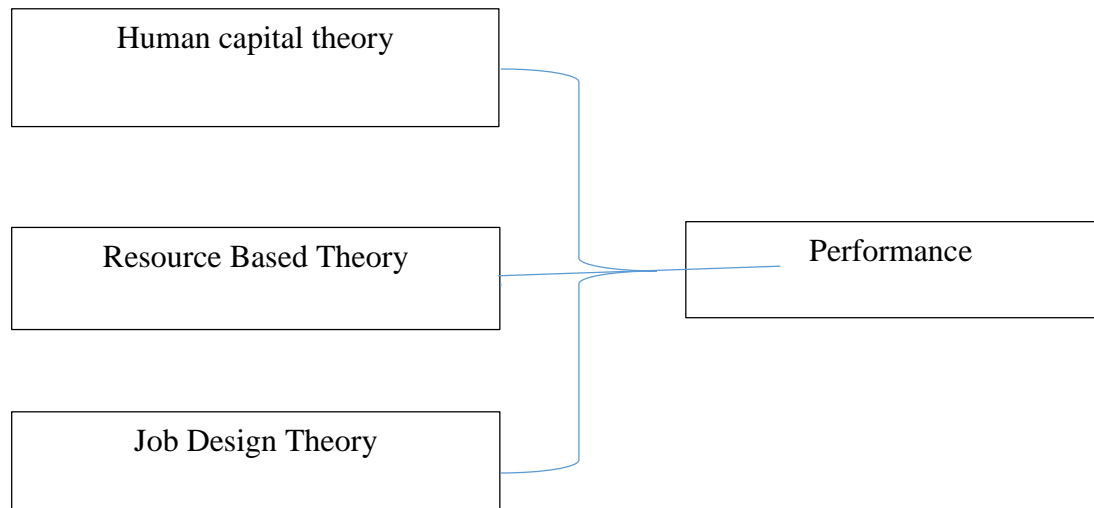 Human capital theory
Resource Based Theory
Performance
Job Design Theory